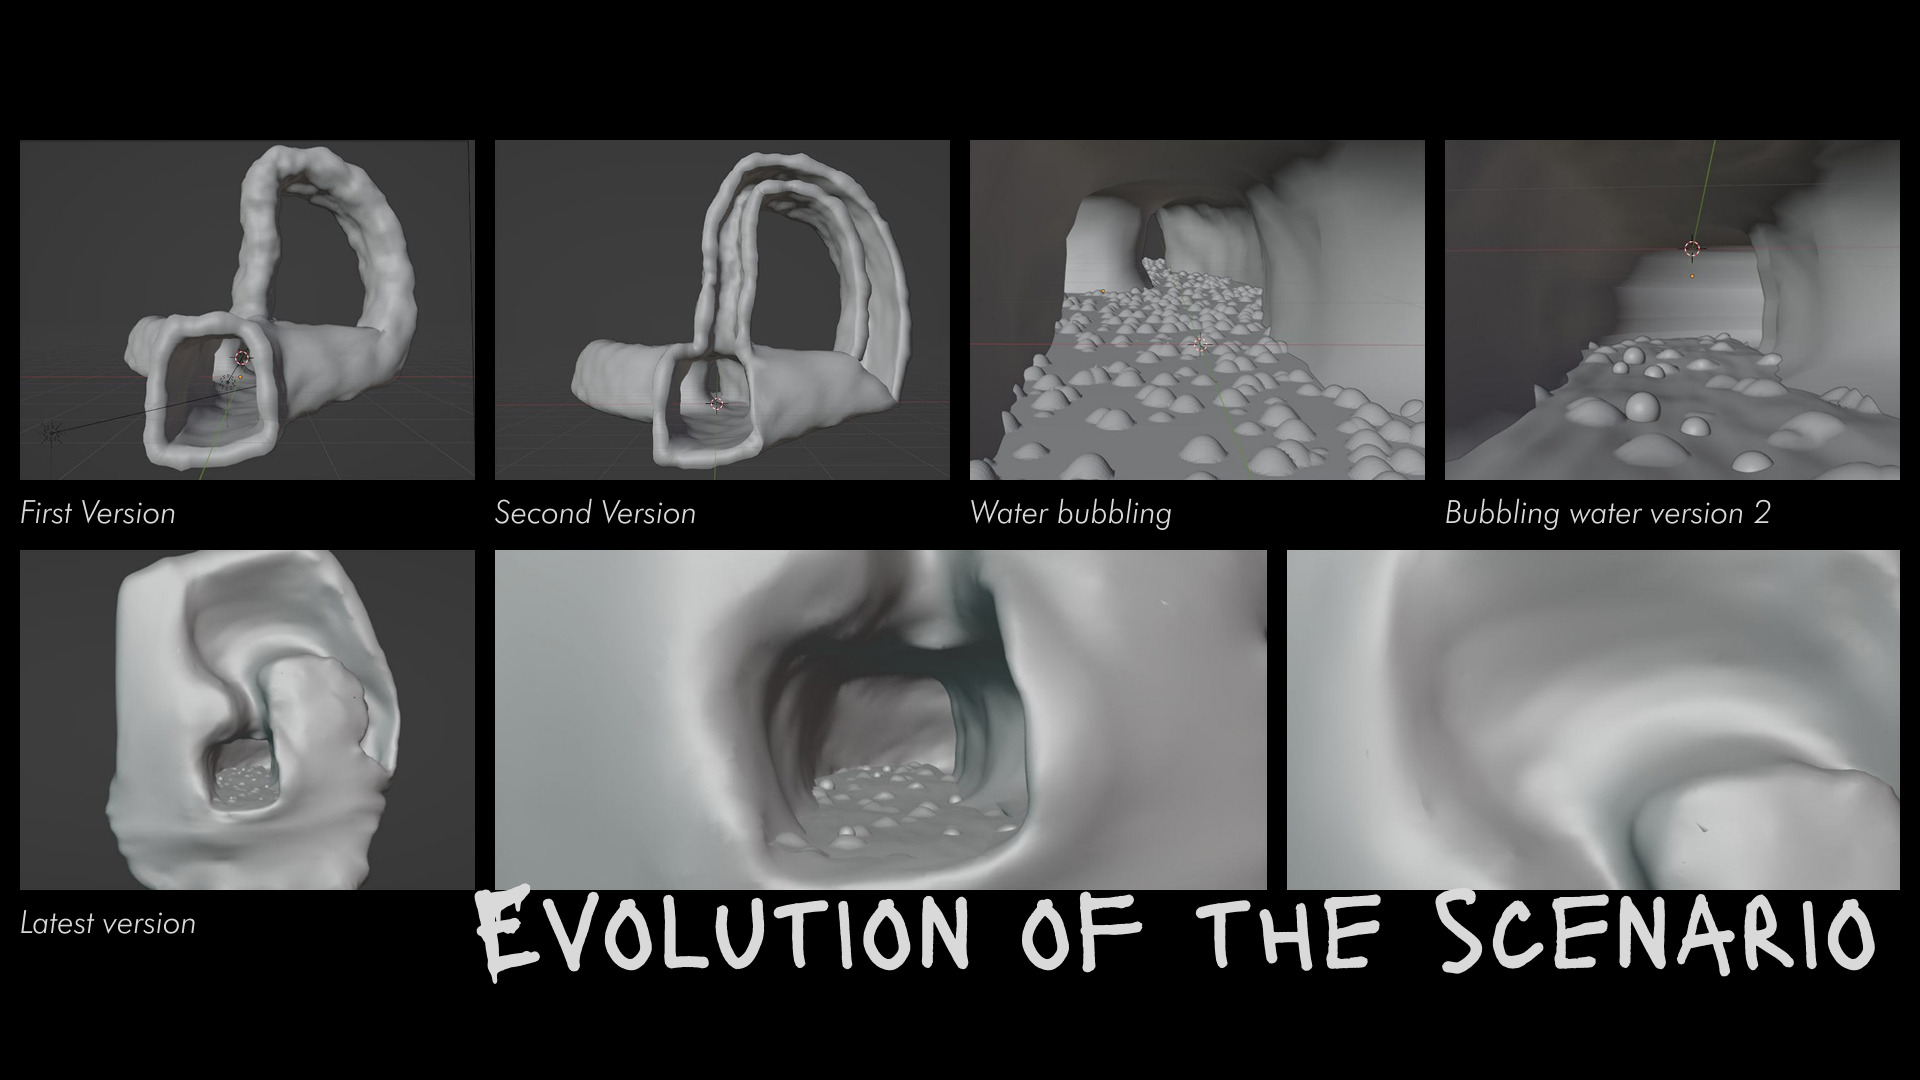 First Version
Second Version
Water bubbling
Bubbling water version 2
Latest version
Evolution of the Scenario